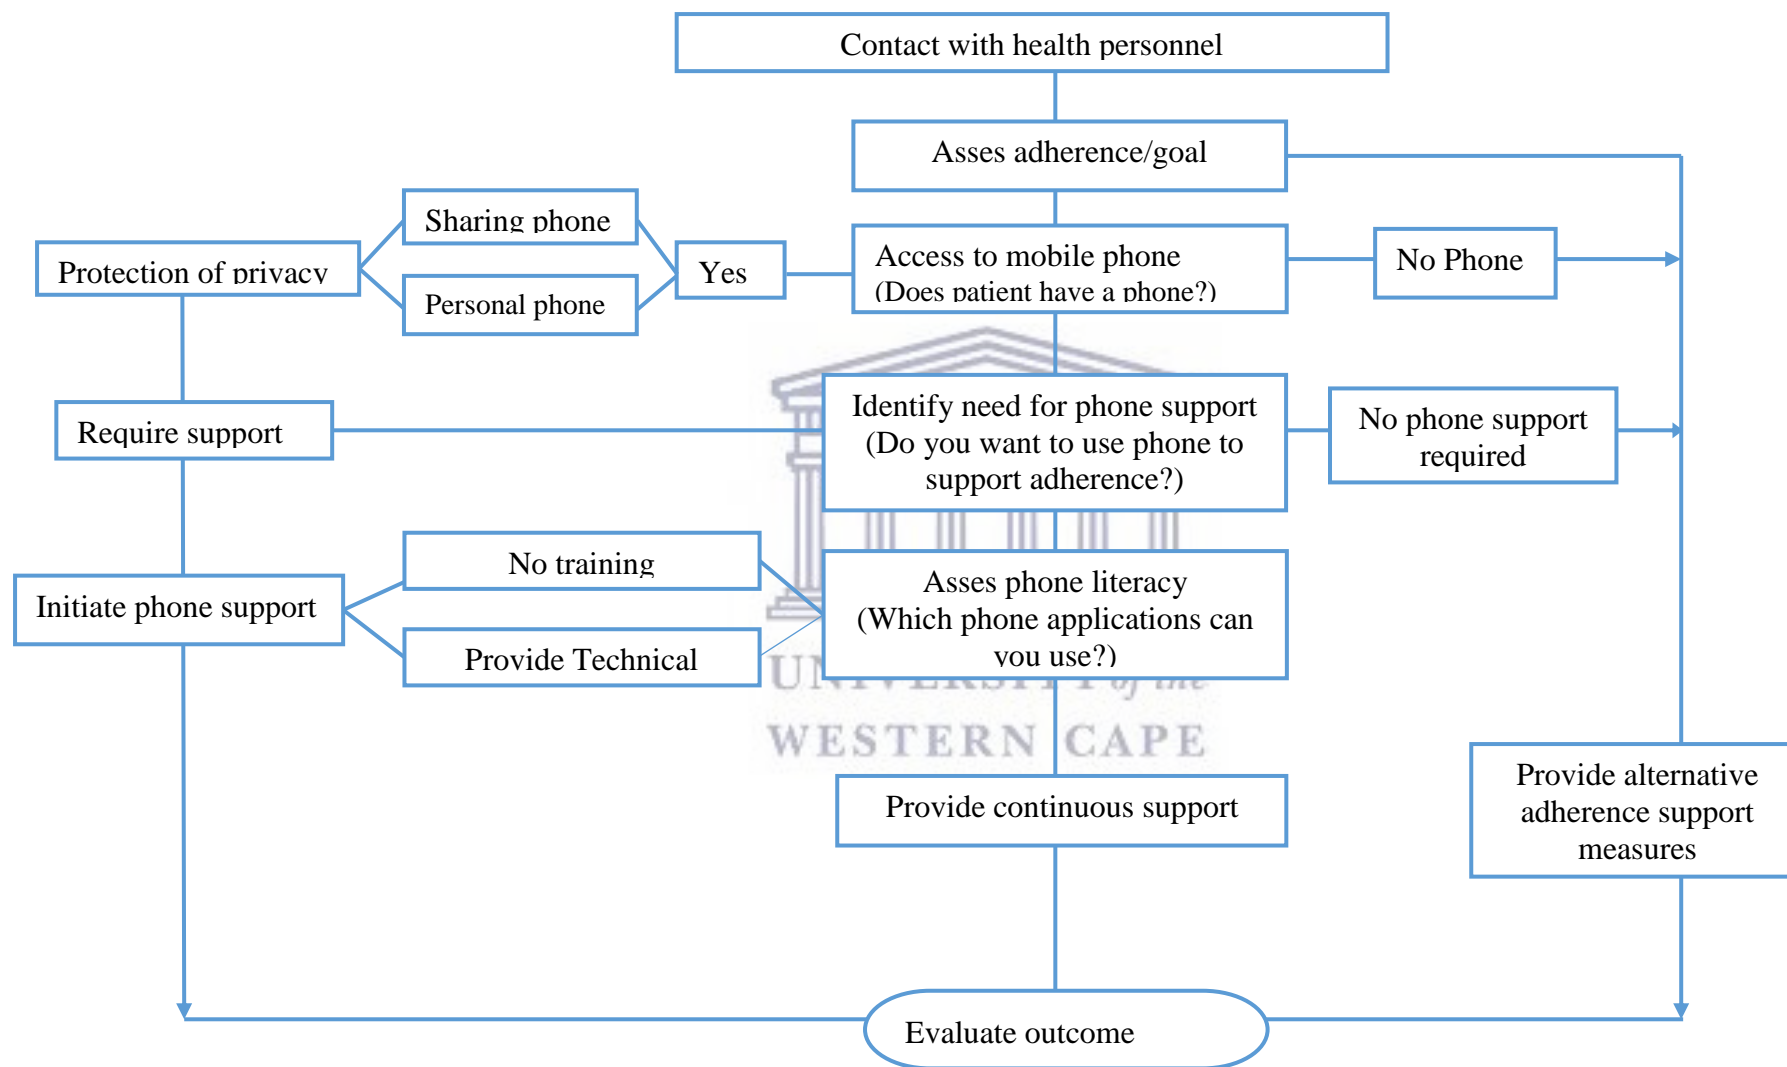 Contact with health personnel
Asses adherence/goal
Sharing phone
Protection of privacy
Personal phone
Yes
Access to mobile phone
(Does patient have a phone?)
No Phone
Require support
Identify need for phone support
(Do you want to use phone to
support adherence?)
No phone support
required
No training
Initiate phone support
Provide Technical
Asses phone literacy
(Which phone applications can
you use?)
UNIVERSITY of the
WESTERN CAPE
Provide continuous support
Provide alternative
adherence support
measures
Evaluate outcome